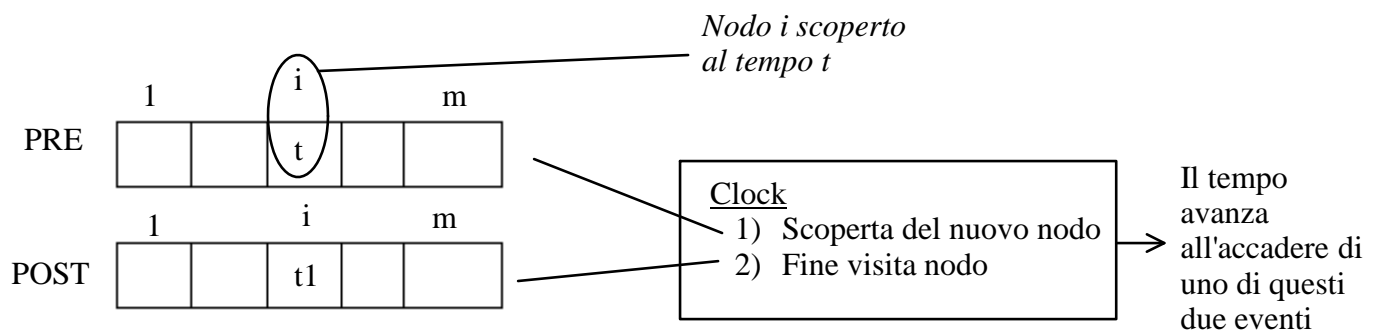 Nodo i scoperto
al tempo t
1 i m
PRE t
1 i m
POST t1
Clock
1) Scoperta del nuovo nodo
2) Fine visita nodo
Il tempo
avanza
all'accadere di
uno di questi
due eventi